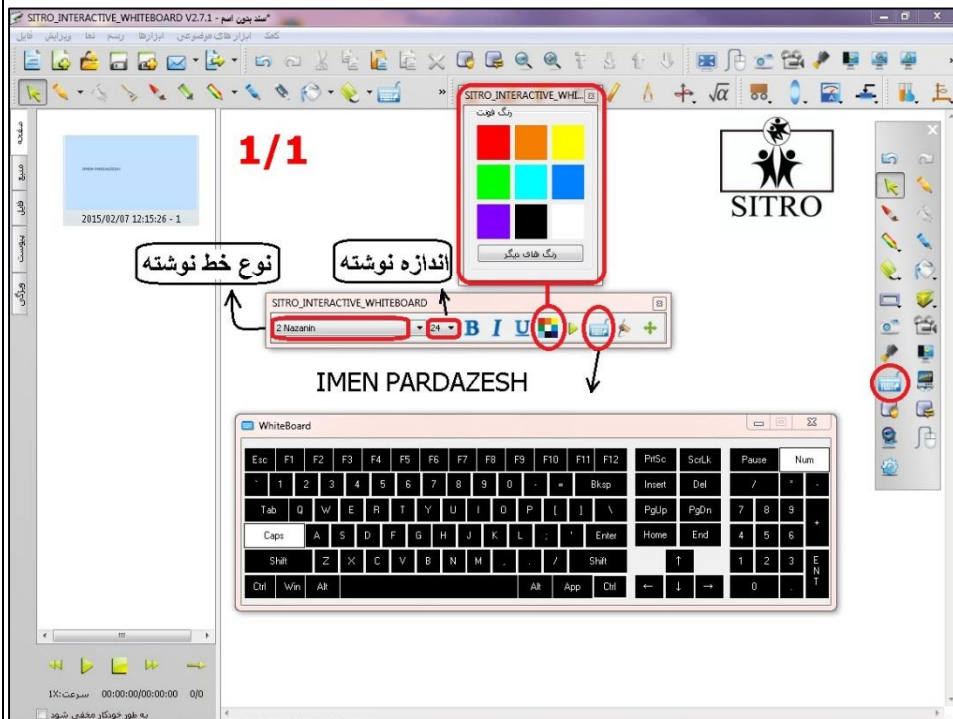 SITRO_INTERACTIVE_WHITEBOARD V2.7.1 - سند بدون اسم*
فایل ویرایش نما رسم ابزارها ابزار های موضوعی کمک
صفحه
منبع
فایل
پیوست
ویژگی
2015/02/07 12:15:26 - 1
1/1
SITRO_INTERACTIVE_WHI...
رنگ فونت
رنگ های دیگر
SITRO
نوع خط نوشته
اندازه نوشته
SITRO_INTERACTIVE_WHITEBOARD
2 Nazanin 24 B I U
IMEN PARDAZESH
WhiteBoard
Esc F1 F2 F3 F4 F5 F6 F7 F8 F9 F10 F11 F12 PrtSc ScrLk Pause Num
` 1 2 3 4 5 6 7 8 9 0 - = Bksp Insert Del / * -
Tab Q W E R T Y U I O P [ ] \ PgUp PgDn 7 8 9 +
Caps A S D F G H J K L ; ' Enter Home End 4 5 6
Shift Z X C V B N M , . / Shift ↑ 1 2 3 ENT
Ctrl Win Alt Alt App Ctrl ← ↓ → 0 .
سرعت:1X 00:00:00/00:00:00 0/0
به طور خودکار مخفی شود